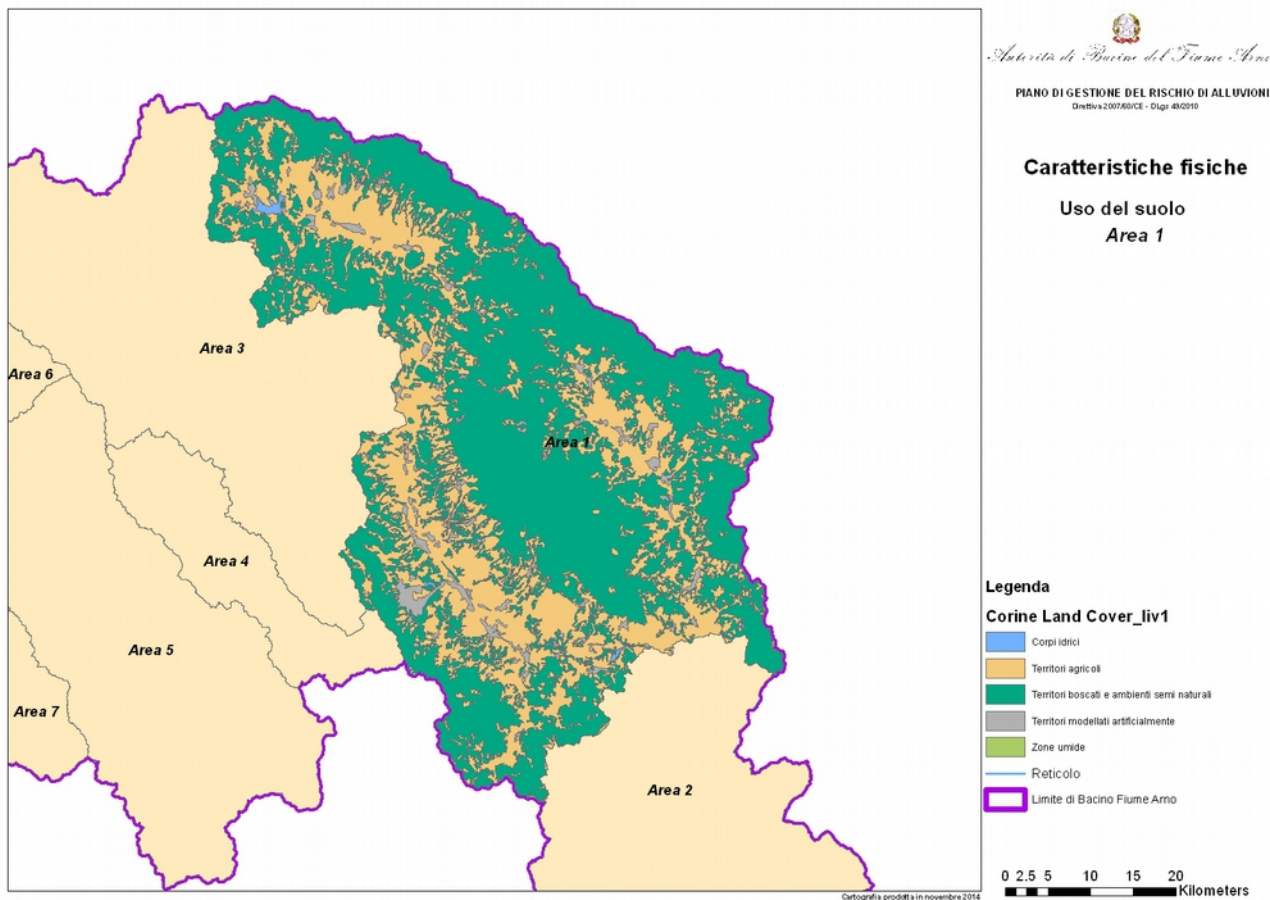 Autorità di Bacino del Fiume Arno
PIANO DI GESTIONE DEL RISCHIO DI ALLUVIONI
Direttiva 2007/60/CE - DLgs 49/2010
Caratteristiche fisiche
Uso del suolo
Area 1
Area 3
Area 6
Area 1
Area 4
Area 5
Area 7
Area 2
Legenda
Corine Land Cover_liv1
Corpi idrici
Territori agricoli
Territori boscati e ambienti semi naturali
Territori modellati artificialmente
Zone umide
Reticolo
Limite di Bacino Fiume Arno
0 2.5 5 10 15 20
Kilometers
Cartografia prodotta in novembre 2014